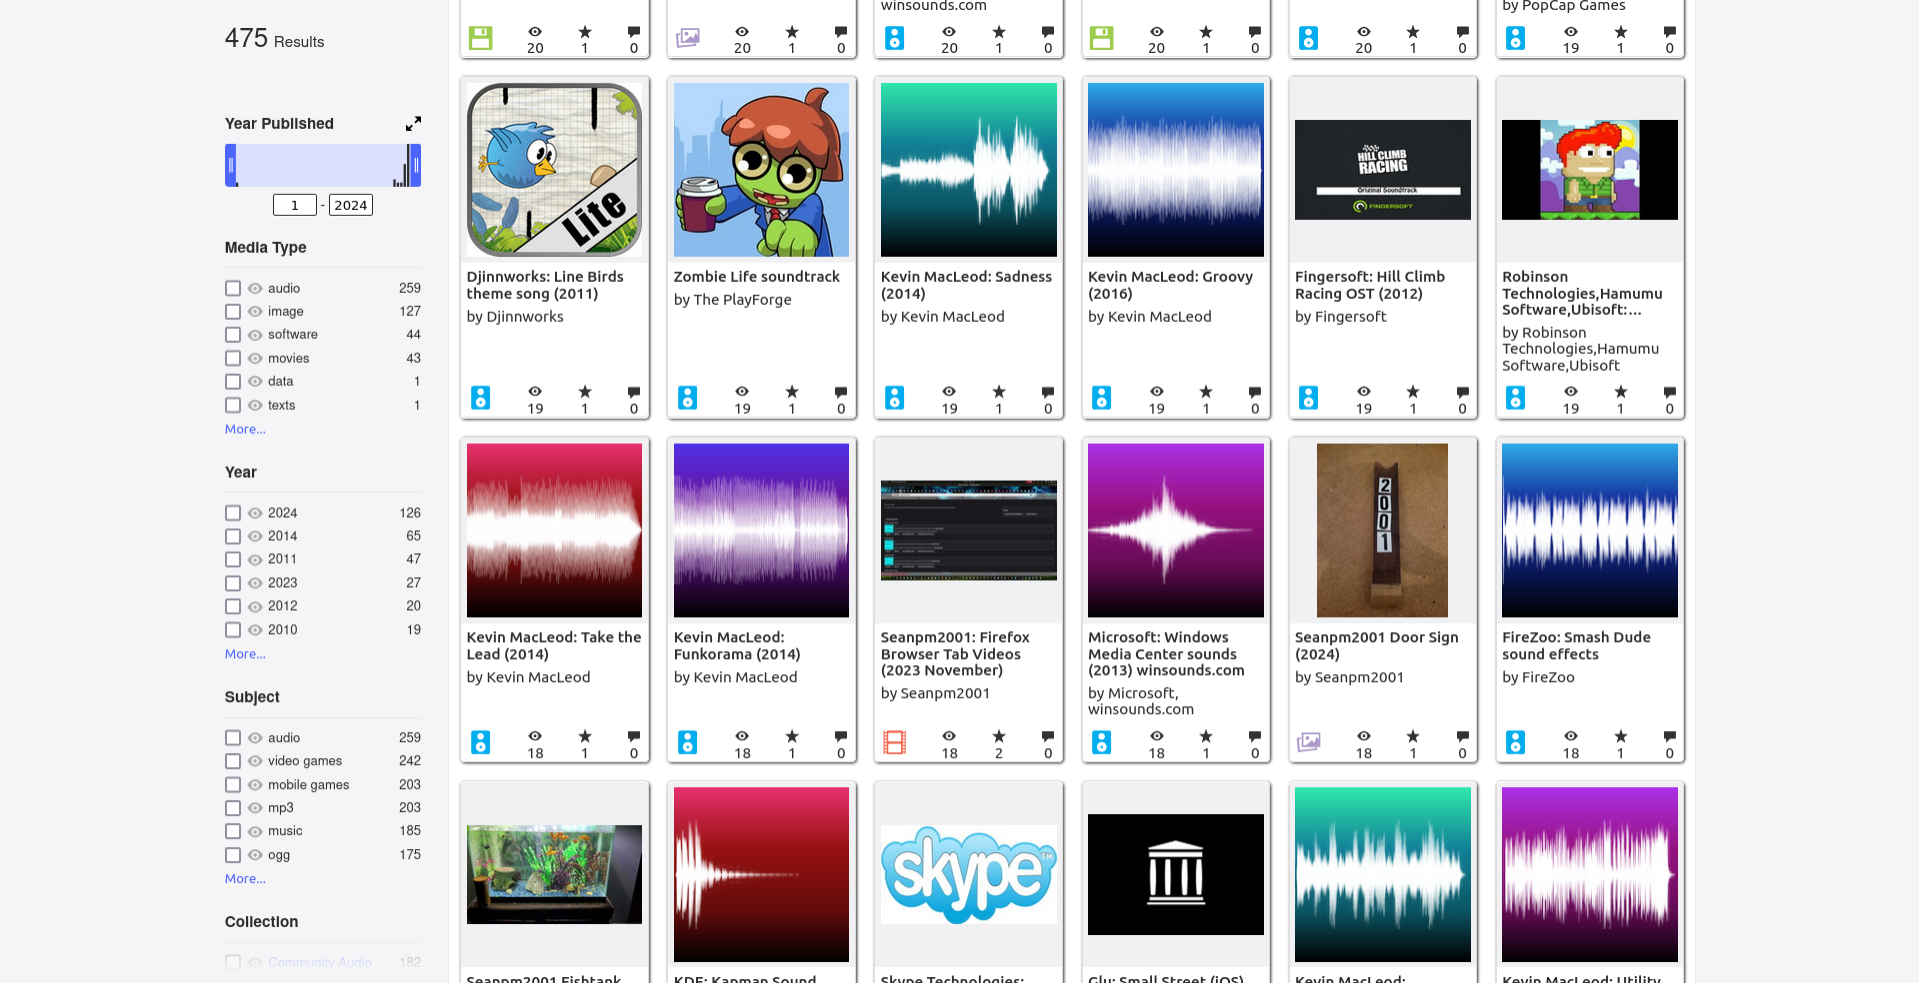 475 Results
Year Published
1 - 2024
Media Type
audio 259
image 127
software 44
movies 43
data 1
texts 1
More...
Year
2024 126
2014 65
2011 47
2023 27
2012 20
2010 19
More...
Subject
audio 259
video games 242
mobile games 203
mp3 203
music 185
ogg 175
More...
Collection
Community Audio 182
winsounds.com
by PopCap Games
20 1 0
20 1 0
20 1 0
20 1 0
20 1 0
19 1 0
Lite
HILL CLIMB
RACING
Original Soundtrack
FINGERSOFT
Djinnworks: Line Birds
theme song (2011)
by Djinnworks
19 1 0
Zombie Life soundtrack
by The PlayForge
19 1 0
Kevin MacLeod: Sadness
(2014)
by Kevin MacLeod
19 1 0
Kevin MacLeod: Groovy
(2016)
by Kevin MacLeod
19 1 0
Fingersoft: Hill Climb
Racing OST (2012)
by Fingersoft
19 1 0
Robinson
Technologies,Hamumu
Software,Ubisoft:...
by Robinson
Technologies,Hamumu
Software,Ubisoft
19 1 0
Kevin MacLeod: Take the
Lead (2014)
by Kevin MacLeod
18 1 0
Kevin MacLeod:
Funkorama (2014)
by Kevin MacLeod
18 1 0
Seanpm2001: Firefox
Browser Tab Videos
(2023 November)
by Seanpm2001
18 2 0
Microsoft: Windows
Media Center sounds
(2013) winsounds.com
by Microsoft,
winsounds.com
18 1 0
2001
Seanpm2001 Door Sign
(2024)
by Seanpm2001
18 1 0
FireZoo: Smash Dude
sound effects
by FireZoo
18 1 0
skype TM
Seanpm2001 Fishtank
KDE: Kapman Sound
Skype Technologies:
Glu: Small Street (iOS)
Kevin MacLeod:
Kevin MacLeod: Utility